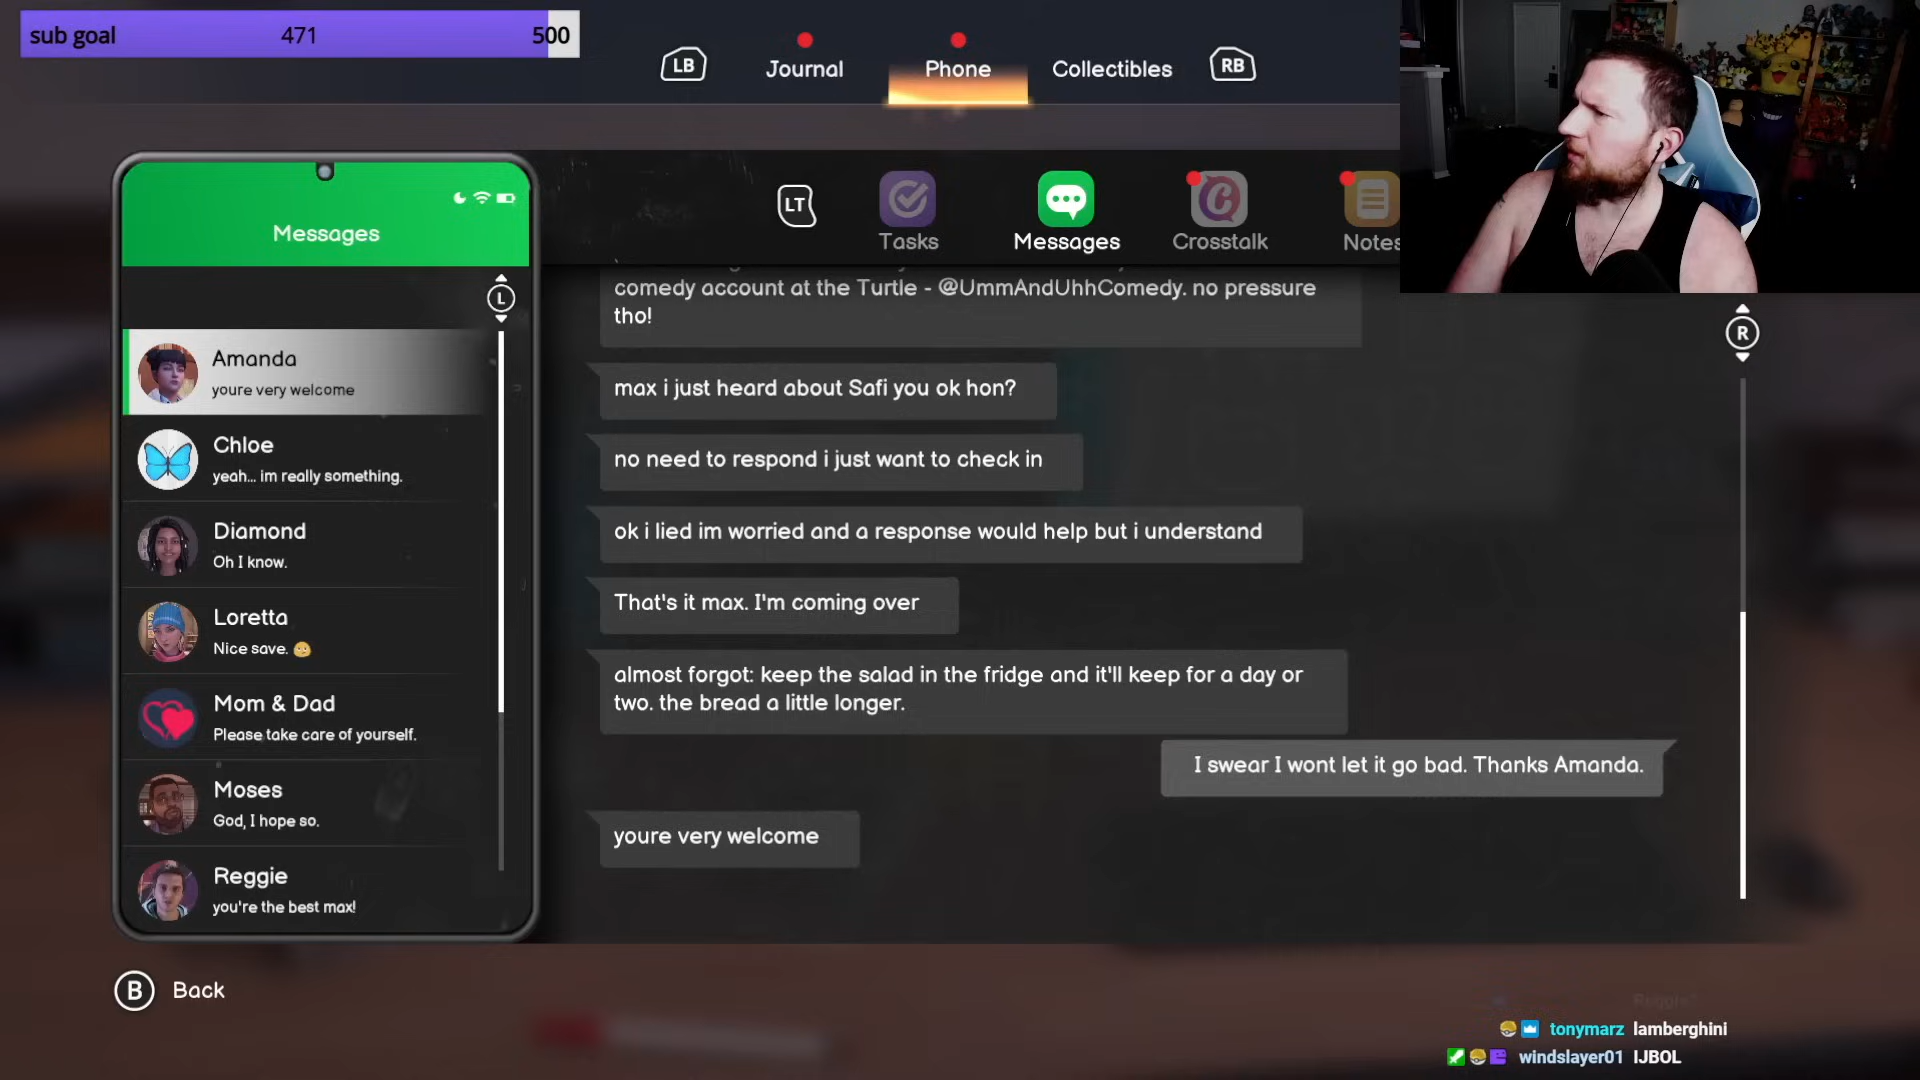 sub goal 471 500
LB Journal Phone Collectibles RB
LT Tasks Messages Crosstalk Notes
Messages
L
Amanda
youre very welcome
Chloe
yeah... im really something.
Diamond
Oh I know.
Loretta
Nice save.
Mom & Dad
Please take care of yourself.
Moses
God, I hope so.
Reggie
you're the best max!
comedy account at the Turtle - @UmmAndUhhComedy. no pressure
tho!
max i just heard about Safi you ok hon?
no need to respond i just want to check in
ok i lied im worried and a response would help but i understand
That's it max. I'm coming over
almost forgot: keep the salad in the fridge and it'll keep for a day or
two. the bread a little longer.
I swear I wont let it go bad. Thanks Amanda.
youre very welcome
R
B Back
tonymarz lamberghini
windslayer01 IJBOL